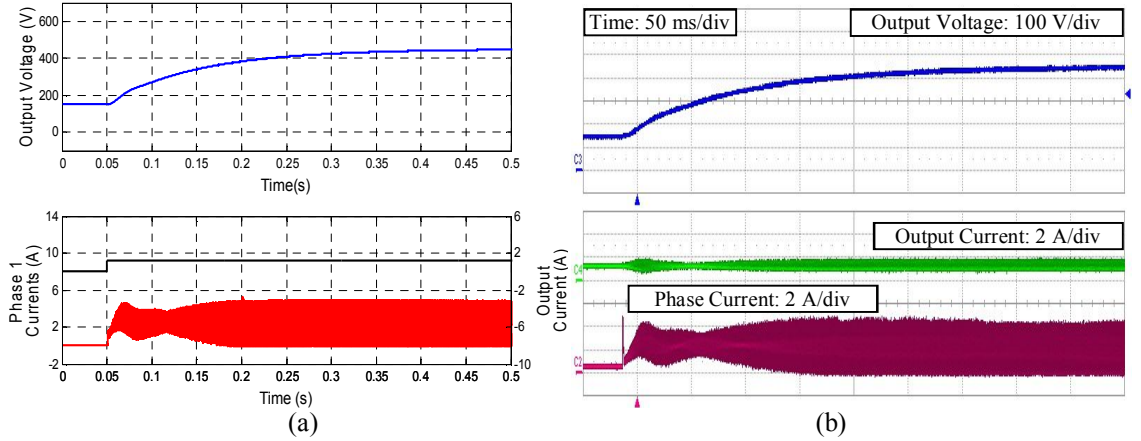 Output Voltage (V)
600
400
200
0
0 0.05 0.1 0.15 0.2 0.25 0.3 0.35 0.4 0.45 0.5
Time(s)
Phase 1
Currents (A)
14
10
6
2
-2
6
2
-2
-6
-10
Output
Current (A)
0 0.05 0.1 0.15 0.2 0.25 0.3 0.35 0.4 0.45 0.5
Time (s)
(a)
Time: 50 ms/div
Output Voltage: 100 V/div
C3
Output Current: 2 A/div
C4
Phase Current: 2 A/div
C2
(b)